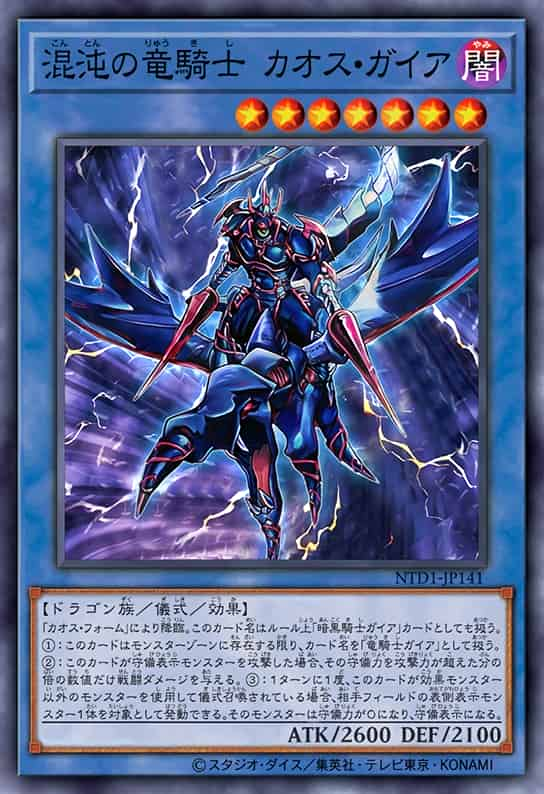 混沌の竜騎士 カオス・ガイア 闇
NTD1-JP141
【ドラゴン族／儀式／効果】
「カオス・フォーム」により降臨。このカード名はルール上「暗黒騎士ガイア」カードとしても扱う。
①：このカードはモンスターゾーンに存在する限り、カード名を「竜騎士ガイア」として扱う。
②：このカードが守備表示モンスターを攻撃した場合、その守備力を攻撃力が超えた分の
倍の数値だけ戦闘ダメージを与える。③：1ターンに1度、このカードが効果モンスター
以外のモンスターを使用して儀式召喚されている場合、相手フィールドの表側表示モン
スター1体を対象として発動できる。そのモンスターは守備力が0になり、守備表示になる。
ATK/2600 DEF/2100
©スタジオ・ダイス／集英社・テレビ東京・KONAMI